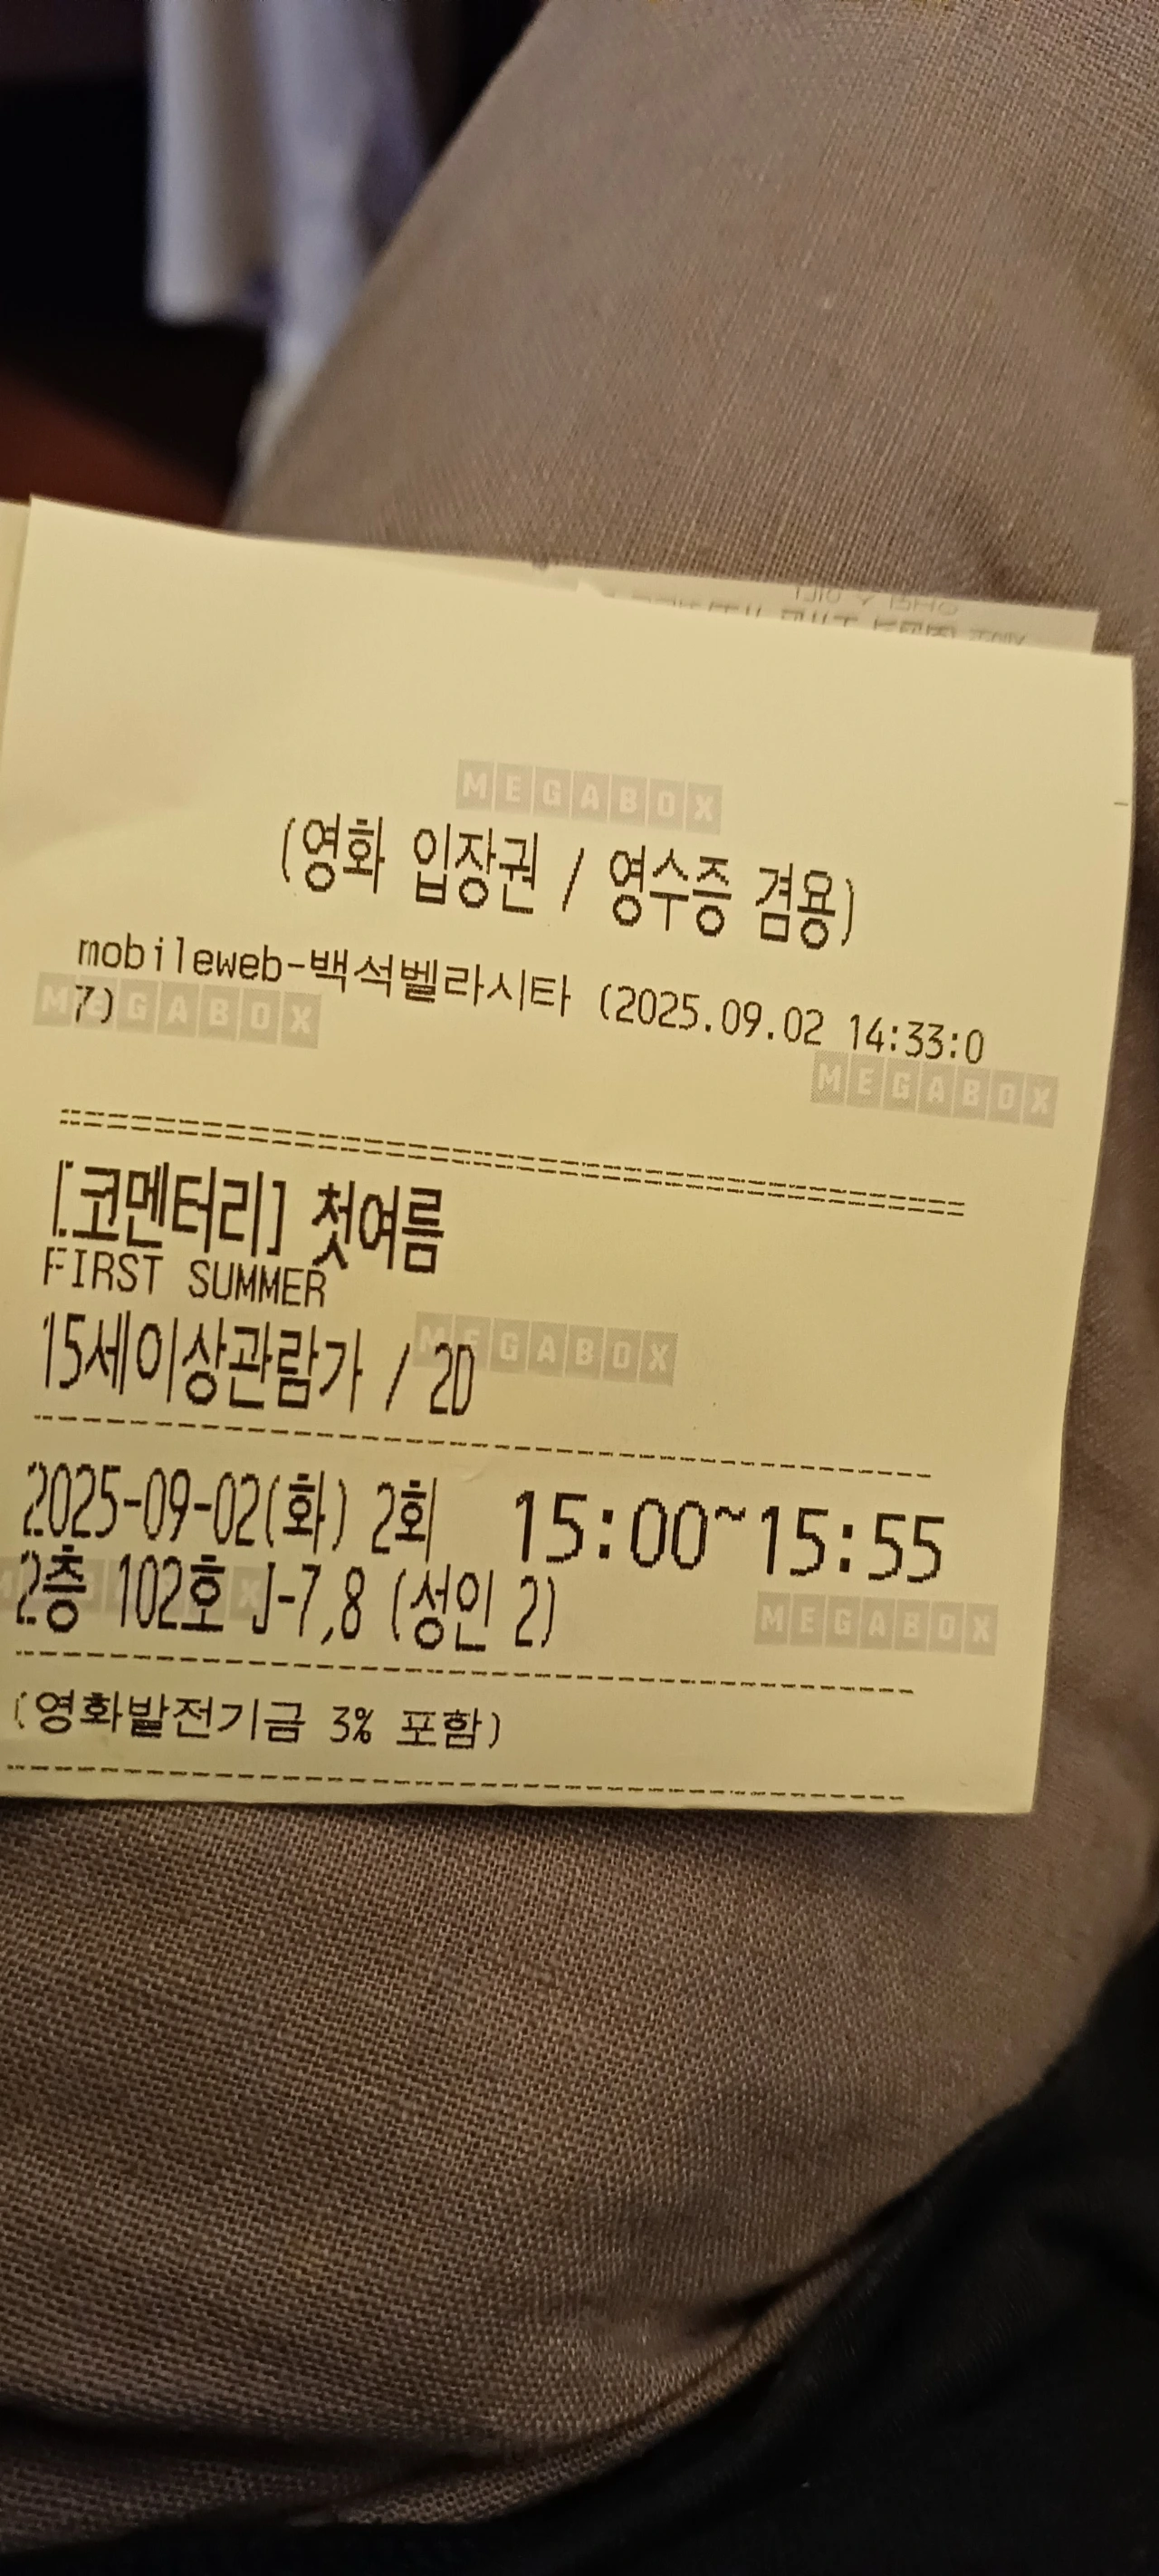 MEGABOX
(영화 입장권 / 영수증 겸용)
mobileweb-백석벨라시타 (2025.09.02 14:33:0
7)
MEGABOX
MEGABOX
[코멘터리] 첫여름
FIRST SUMMER
MEGABOX
15세이상관람가 / 2D
2025-09-02(화) 2회 15:00~15:55
2층 102호 J-7,8 (성인 2)
MEGABOX
(영화발전기금 3% 포함)